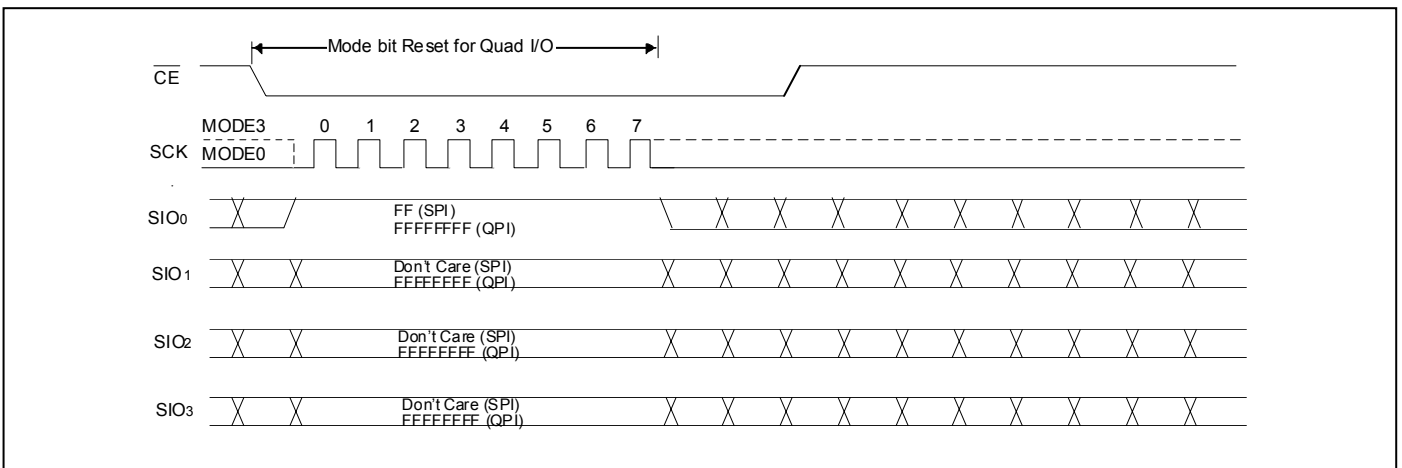 Mode bit Reset for Quad I/O
CE
MODE3 0 1 2 3 4 5 6 7
SCK MODE0
SIO0 FF (SPI)
FFFFFFFF (QPI)
SIO1 Don't Care (SPI)
FFFFFFFF (QPI)
SIO2 Don't Care (SPI)
FFFFFFFF (QPI)
SIO3 Don't Care (SPI)
FFFFFFFF (QPI)